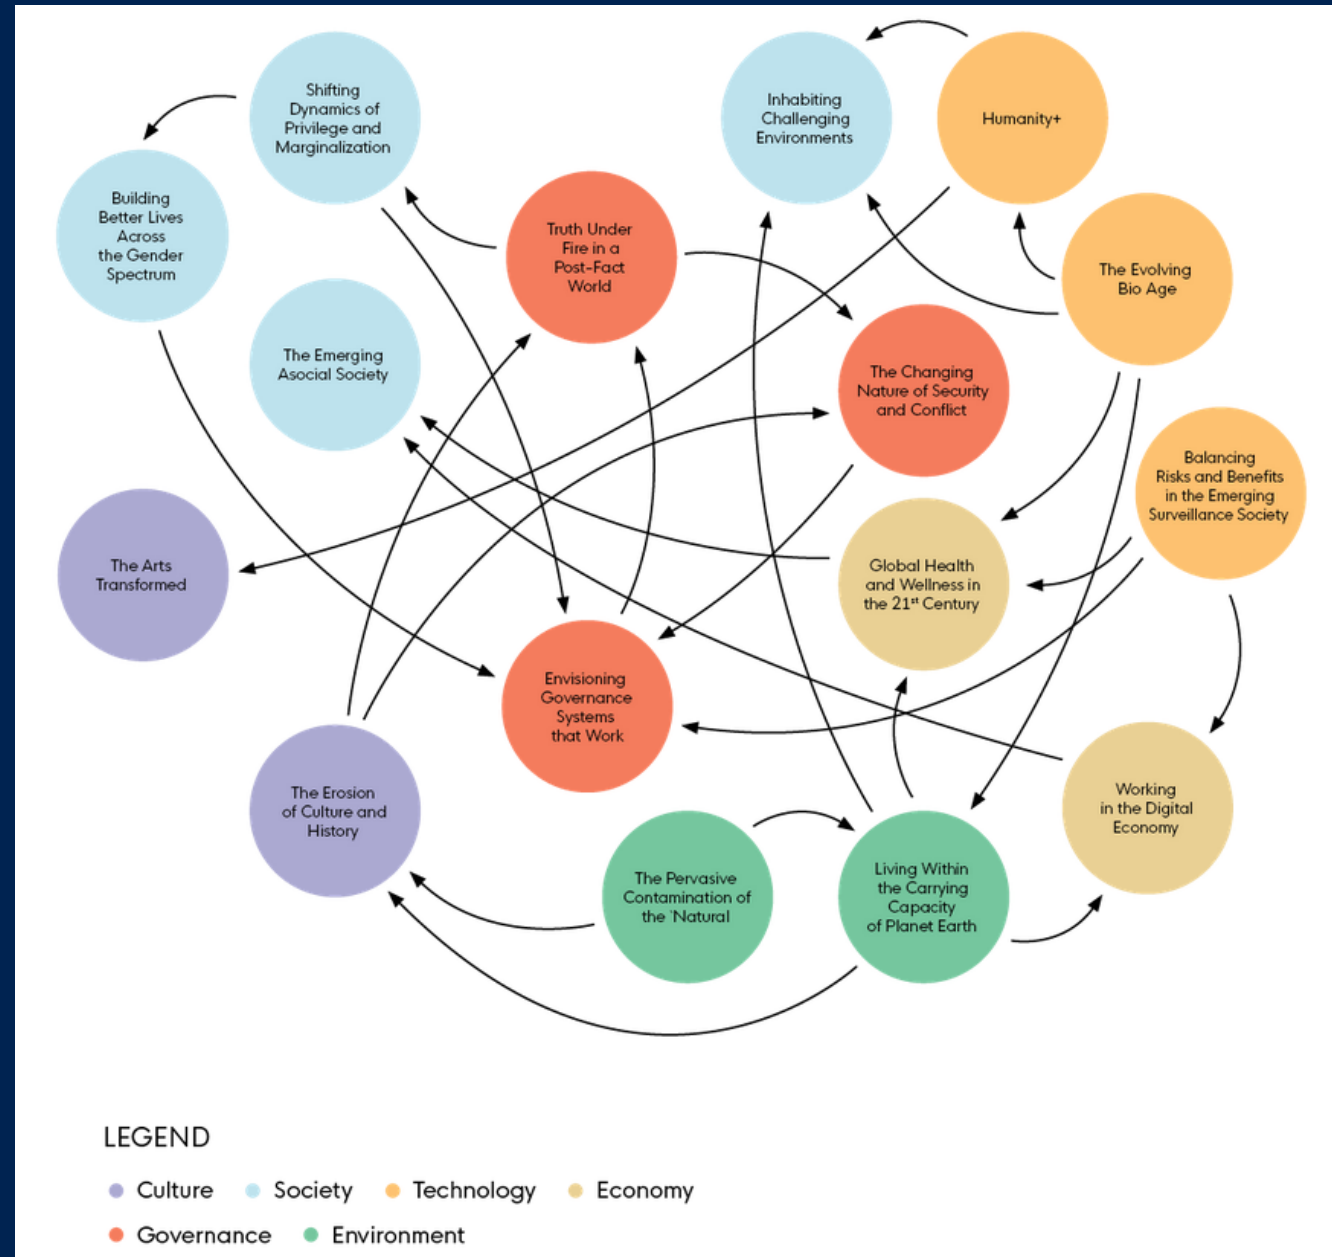 Shifting
Dynamics of
Privilege and
Marginalization
Inhabiting
Challenging
Environments
Humanity+
Building
Better Lives
Across
the Gender
Spectrum
Truth Under
Fire in a
Post-Fact
World
The Evolving
Bio Age
The Emerging
Asocial Society
The Changing
Nature of Security
and Conflict
Balancing
Risks and Benefits
in the Emerging
Surveillance Society
The Arts
Transformed
Global Health
and Wellness in
the 21st Century
Envisioning
Governance
Systems
that Work
The Erosion
of Culture and
History
The Pervasive
Contamination of
the 'Natural
Living Within
the Carrying
Capacity
of Planet Earth
Working
in the Digital
Economy
LEGEND
Culture
Society
Technology
Economy
Governance
Environment